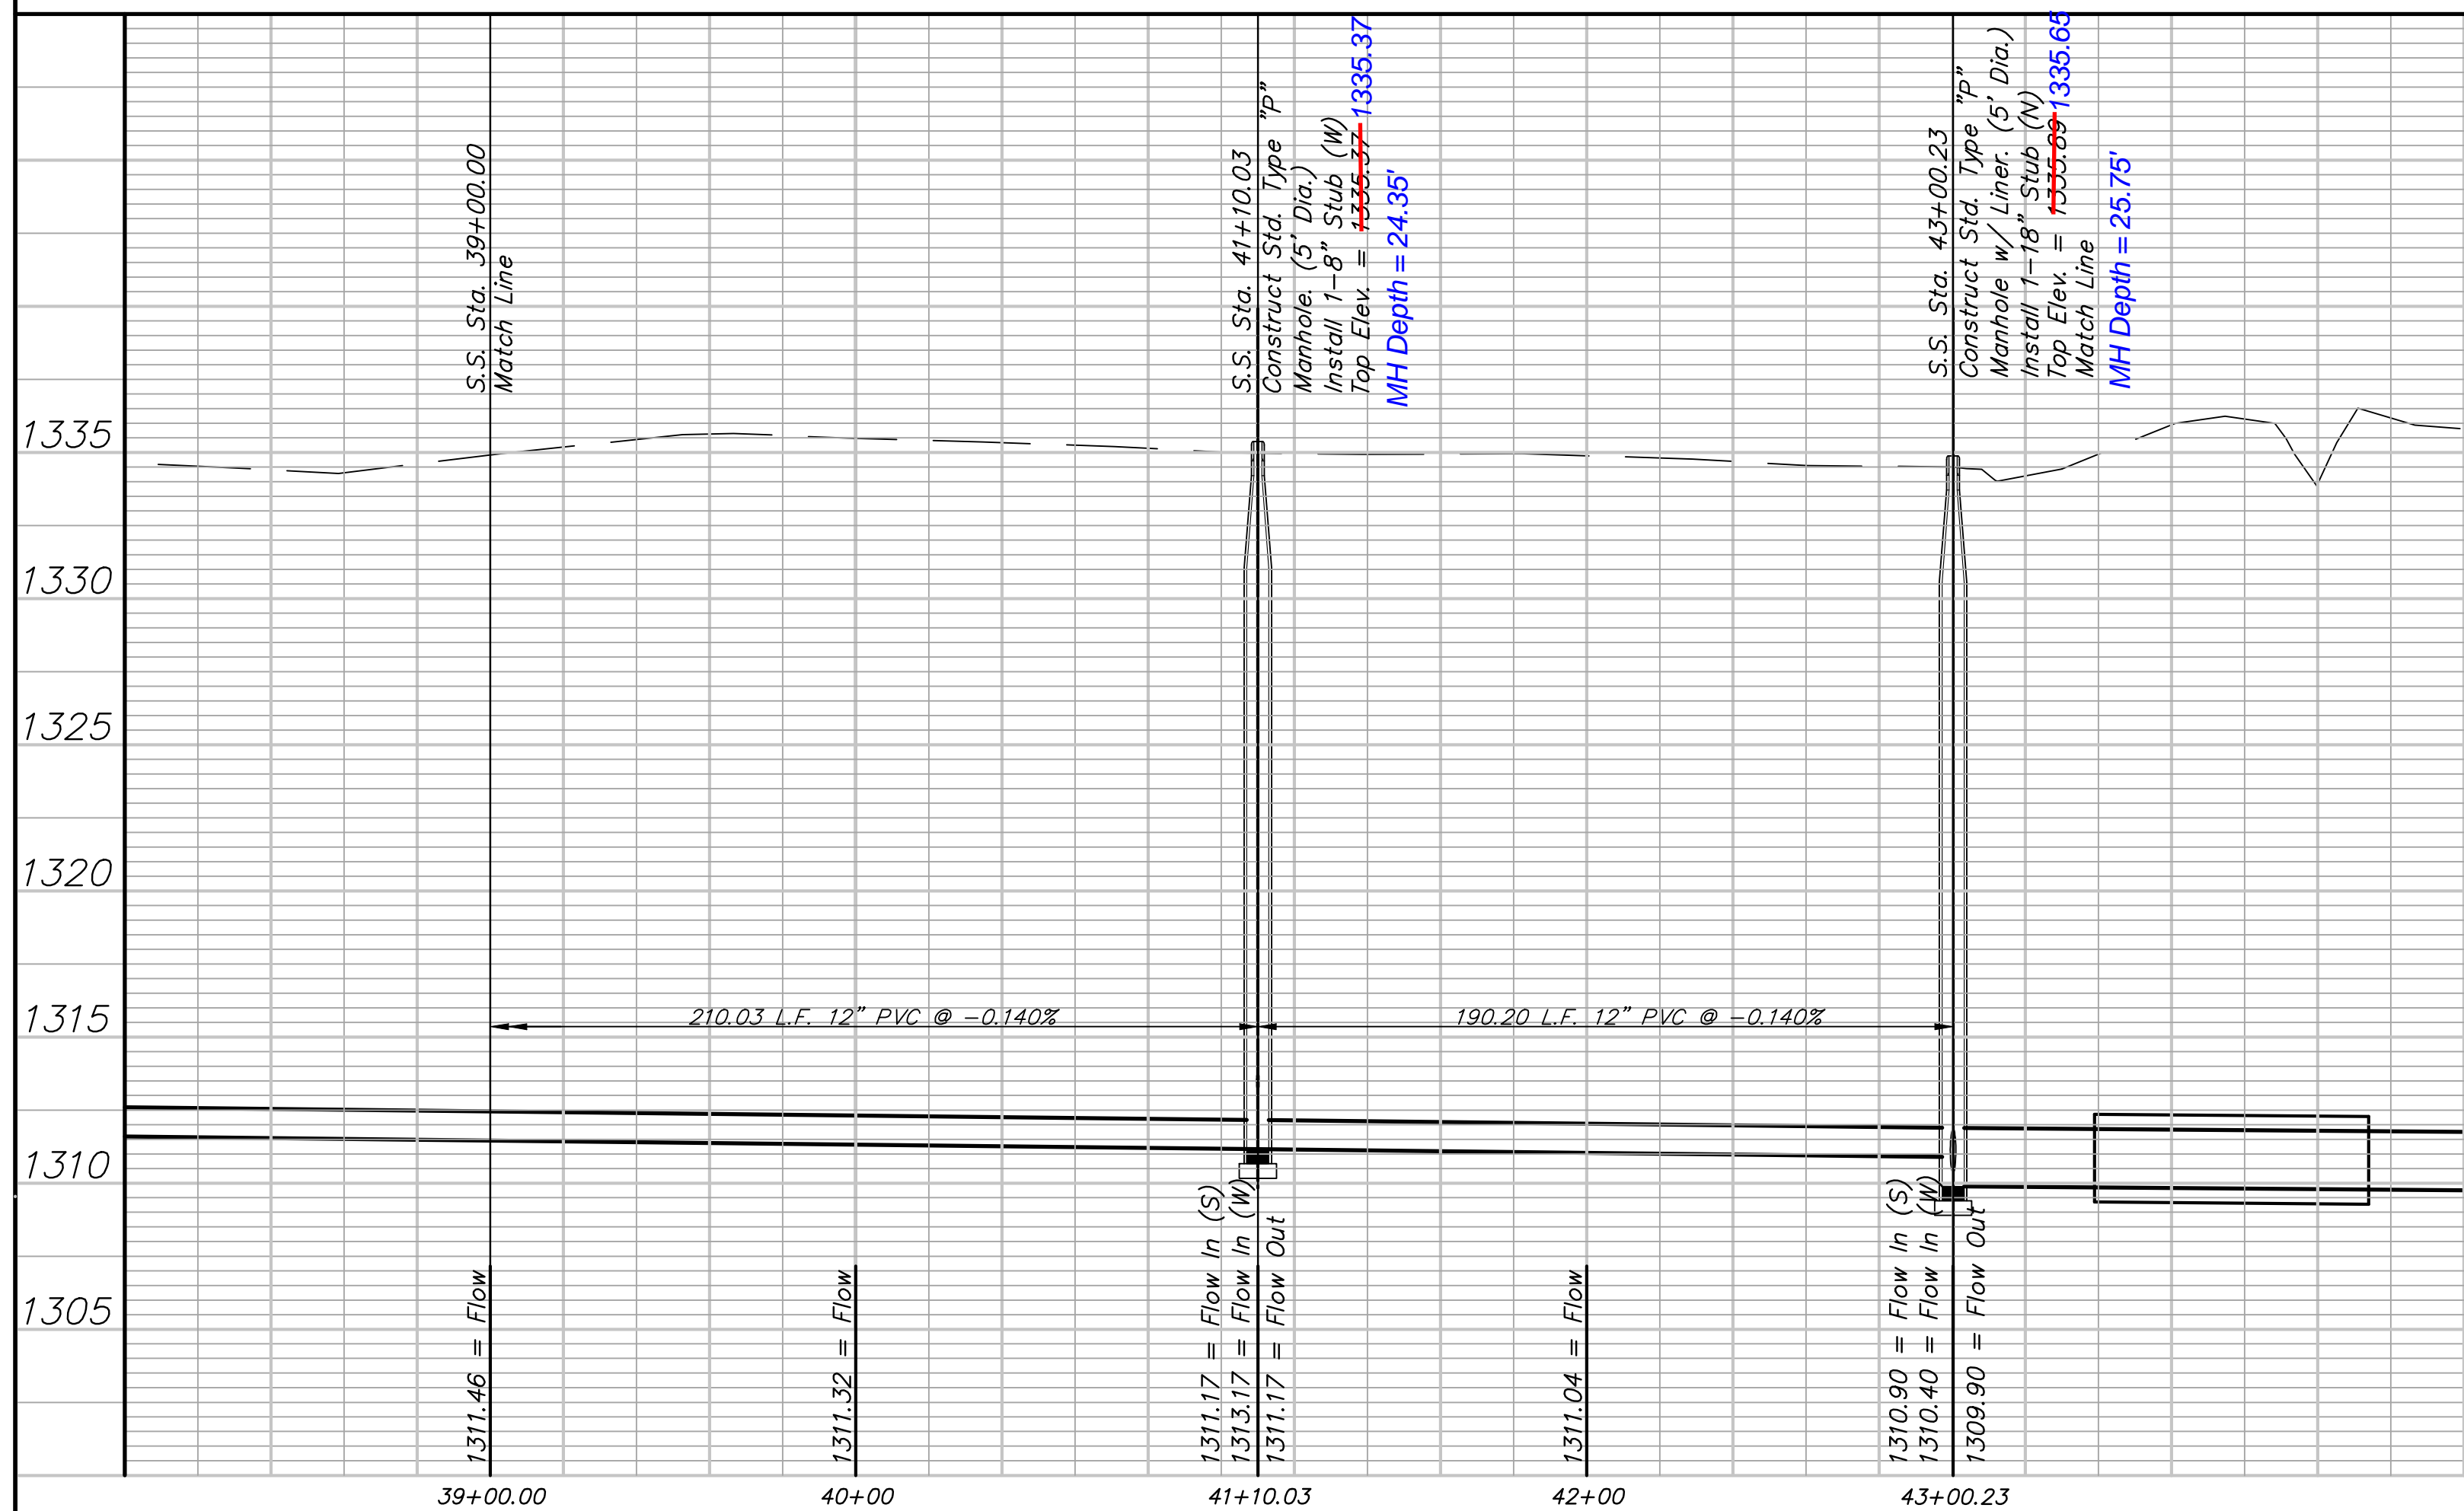 S.S. Sta. 39+00.00
Match Line
S.S. Sta. 41+10.03
Construct Std. Type "P"
Manhole. (5' Dia.)
Install 1-8" Stub (W)
Top Elev. = 1335.37 1335.37
MH Depth = 24.35'
S.S. Sta. 43+00.23
Construct Std. Type "P"
Manhole w/ Liner. (5' Dia.)
Install 1-18" Stub (N)
Top Elev. = 1335.89 1335.65
Match Line
MH Depth = 25.75'
1335
1330
1325
1320
1315
1310
1305
210.03 L.F. 12" PVC @ -0.140%
190.20 L.F. 12" PVC @ -0.140%
1311.46 = Flow
1311.32 = Flow
1311.17 = Flow In (S)
1313.17 = Flow In (W)
1311.17 = Flow Out
1311.04 = Flow
1310.90 = Flow In (S)
1310.40 = Flow In (W)
1309.90 = Flow Out
39+00.00
40+00
41+10.03
42+00
43+00.23